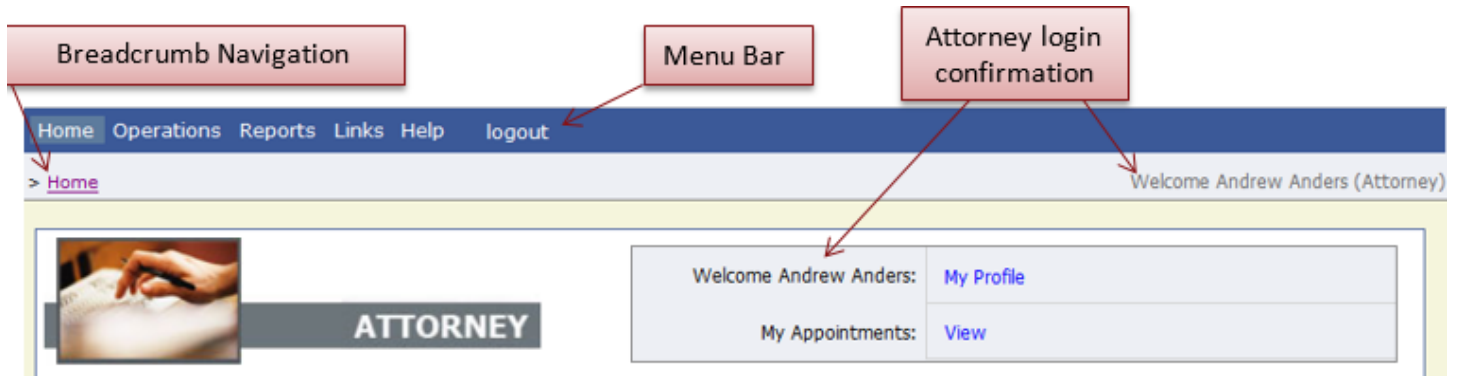 Breadcrumb Navigation
Menu Bar
Attorney login
confirmation
Home Operations Reports Links Help logout
> Home
Welcome Andrew Anders (Attorney)
Welcome Andrew Anders: My Profile
ATTORNEY
My Appointments: View